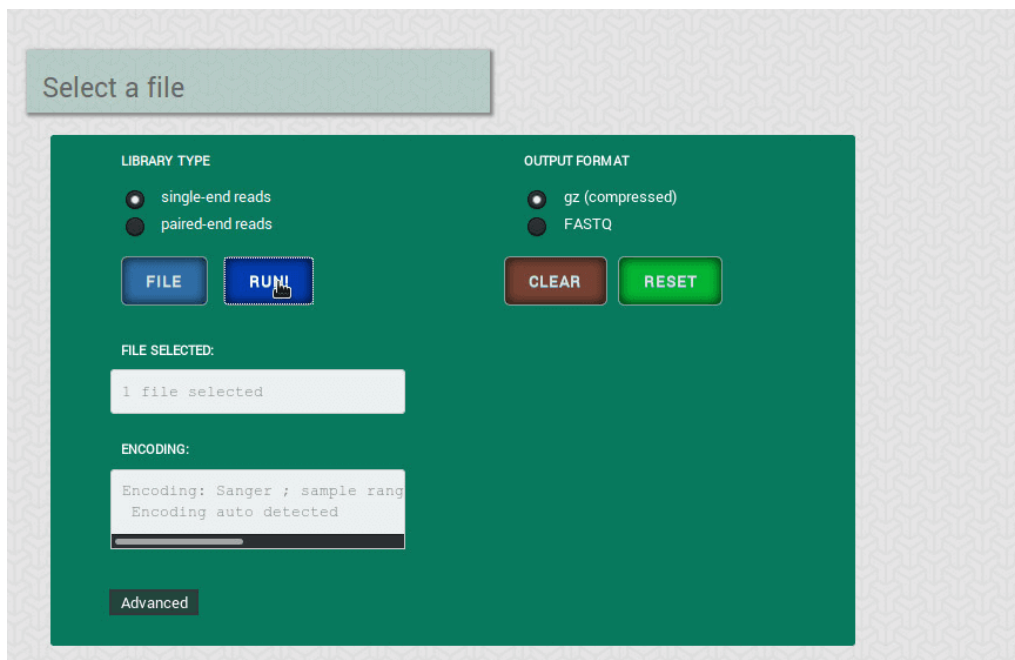 Select a file
LIBRARY TYPE
single-end reads
paired-end reads
OUTPUT FORMAT
gz (compressed)
FASTQ
FILE
RUN!
CLEAR
RESET
FILE SELECTED:
1 file selected
ENCODING:
Encoding: Sanger ; sample rang
Encoding auto detected
Advanced